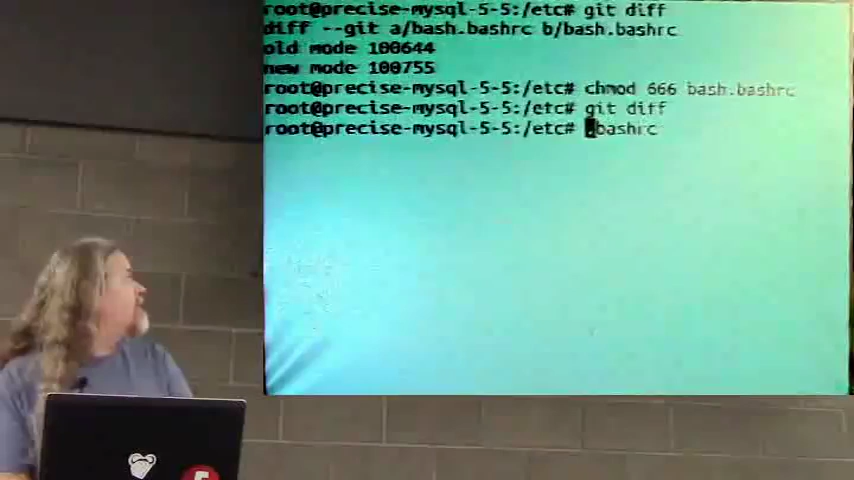 root@precise-mysql-5-5:/etc# git diff
diff --git a/bash.bashrc b/bash.bashrc
old mode 100644
new mode 100755
root@precise-mysql-5-5:/etc# chmod 666 bash.bashrc
root@precise-mysql-5-5:/etc# git diff
root@precise-mysql-5-5:/etc# .bashrc